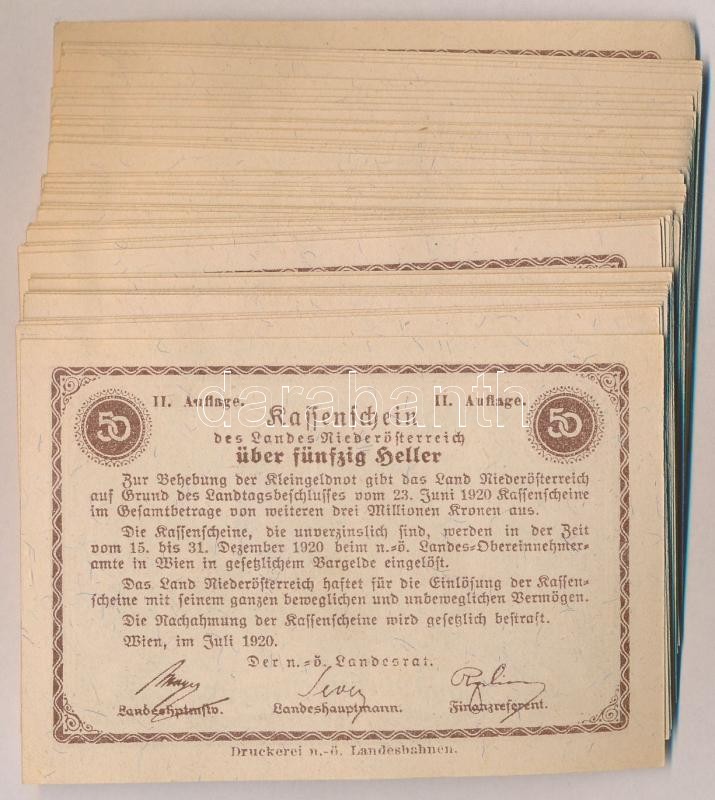 II. Auflage. II. Auflage.
50 Kassenschein 50
des Landes Niederösterreich
über fünfzig Heller
Zur Behebung der Kleingeldnot gibt das Land Niederösterreich
auf Grund des Landtagsbeschlusses vom 23. Juni 1920 Kassenscheine
im Gesamtbetrage von weiteren drei Millionen Kronen aus.
Die Kassenscheine, die unverzinslich sind, werden in der Zeit
vom 15. bis 31. Dezember 1920 beim n.=ö. Landes=Obereinnehmer=
amte in Wien in gesetzlichem Bargelde eingelöst.
Das Land Niederösterreich haftet für die Einlösung der Kassen=
scheine mit seinem ganzen beweglichen und unbeweglichen Vermögen.
Die Nachahmung der Kassenscheine wird gesetzlich bestraft.
Wien, im Juli 1920.
Der n.=ö. Landesrat.
Landeshptmstv. Landeshauptmann. Finanzreferent.
Druckerei n.=ö. Landesbahnen.
darabanth